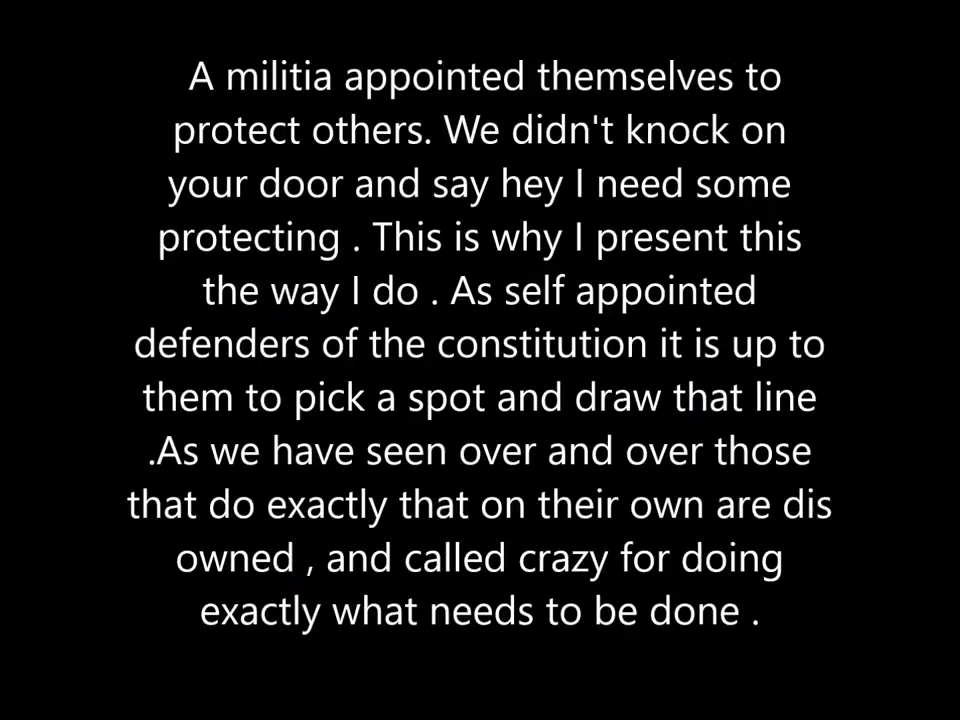 A militia appointed themselves to
protect others. We didn't knock on
your door and say hey I need some
protecting . This is why I present this
the way I do . As self appointed
defenders of the constitution it is up to
them to pick a spot and draw that line
.As we have seen over and over those
that do exactly that on their own are dis
owned , and called crazy for doing
exactly what needs to be done .